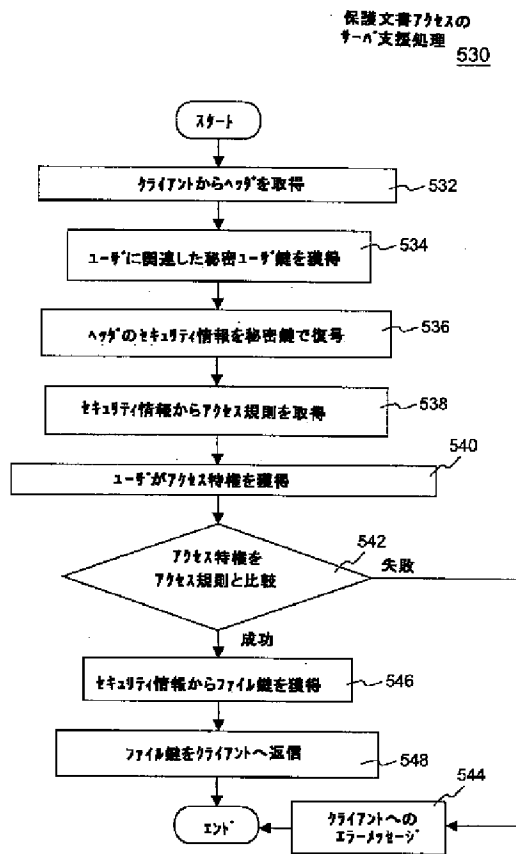 保護文書アクセスの
サーバ支援処理
530
スタート
クライアントからヘッダを取得
532
ユーザに関連した秘密ユーザ鍵を獲得
534
ヘッダのセキュリティ情報を秘密鍵で復号
536
セキュリティ情報からアクセス規則を取得
538
540
ユーザがアクセス特権を獲得
アクセス特権を
アクセス規則と比較
542
失敗
成功
セキュリティ情報からファイル鍵を獲得
546
ファイル鍵をクライアントへ返信
548
544
クライアントへの
エラーメッセージ
エンド